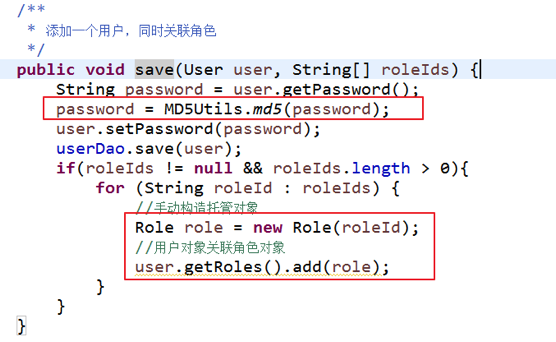 /**
 * 添加一个用户，同时关联角色
 */
public void save(User user, String[] roleIds) {
    String password = user.getPassword();
    password = MD5Utils.md5(password);
    user.setPassword(password);
    userDao.save(user);
    if(roleIds != null && roleIds.length > 0){
        for (String roleId : roleIds) {
            //手动构造托管对象
            Role role = new Role(roleId);
            //用户对象关联角色对象
            user.getRoles().add(role);
        }
    }
}